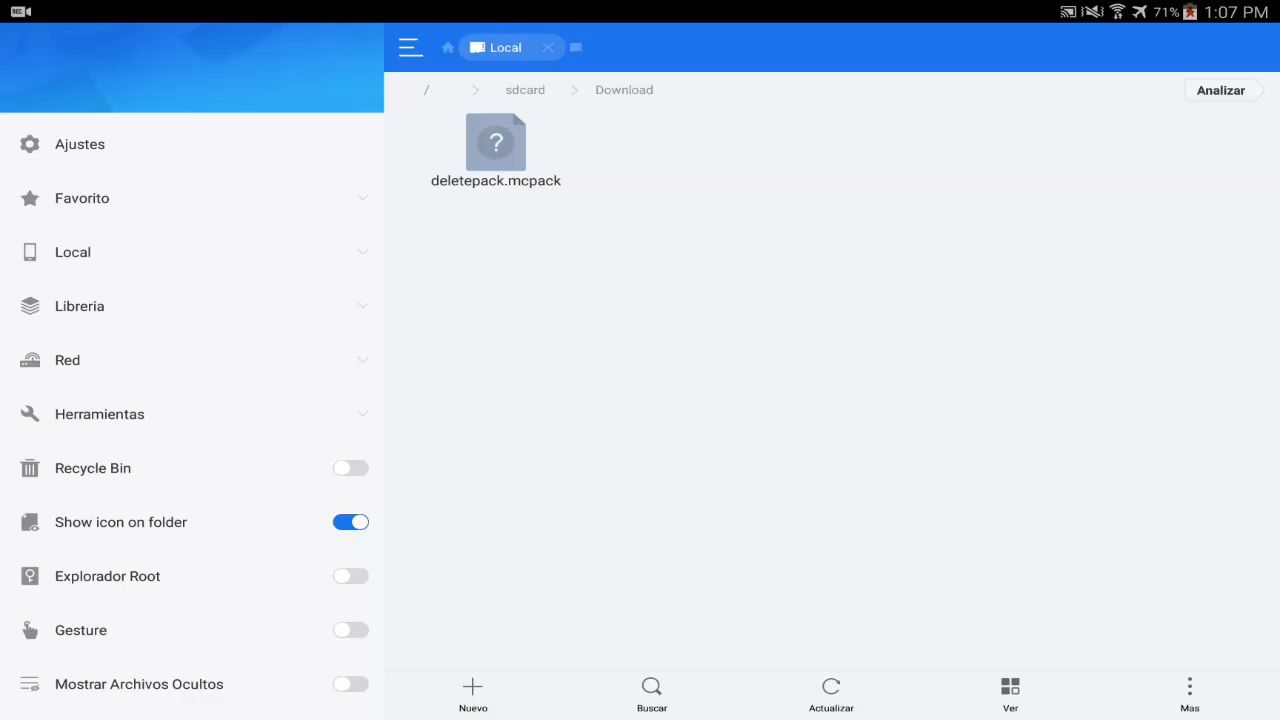 REC
71%
1:07 PM
Local
/ sdcard Download
Analizar
?
deletepack.mcpack
Ajustes
Favorito
Local
Libreria
Red
Herramientas
Recycle Bin
Show icon on folder
Explorador Root
Gesture
Mostrar Archivos Ocultos
Nuevo
Buscar
Actualizar
Ver
Mas